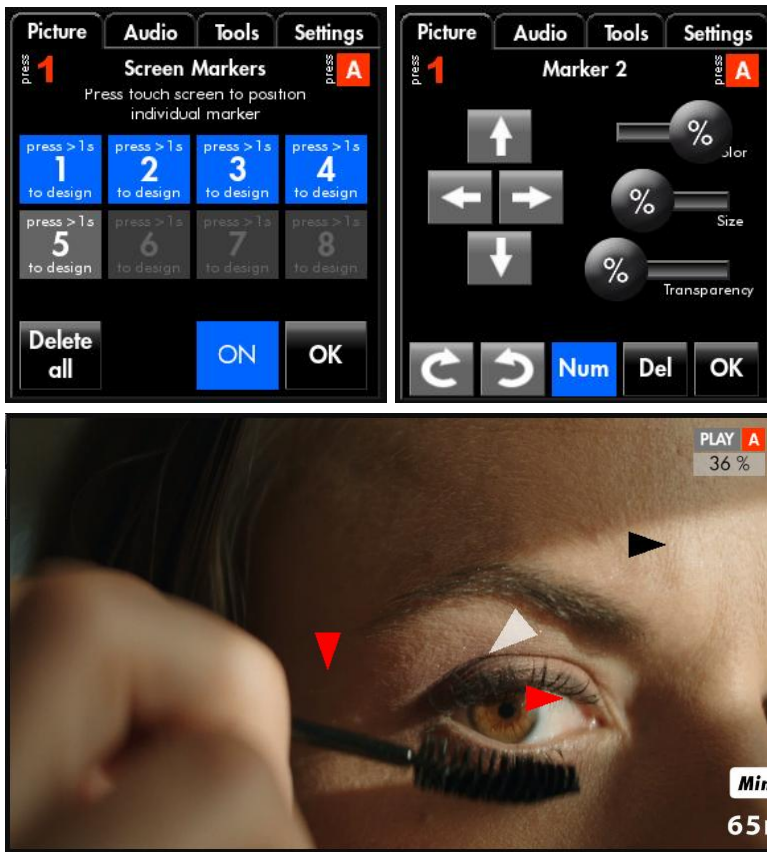 Picture Audio Tools Settings
press 1 Screen Markers press A
Press touch screen to position
individual marker
press >1s press >1s press >1s press >1s
1 2 3 4
to design to design to design to design
press >1s press >1s press >1s press >1s
5 6 7 8
to design to design to design to design
Delete all ON OK
Picture Audio Tools Settings
press 1 Marker 2 press A
%
olor
%
Size
%
Transparency
Num Del OK
PLAY A
36 %
65